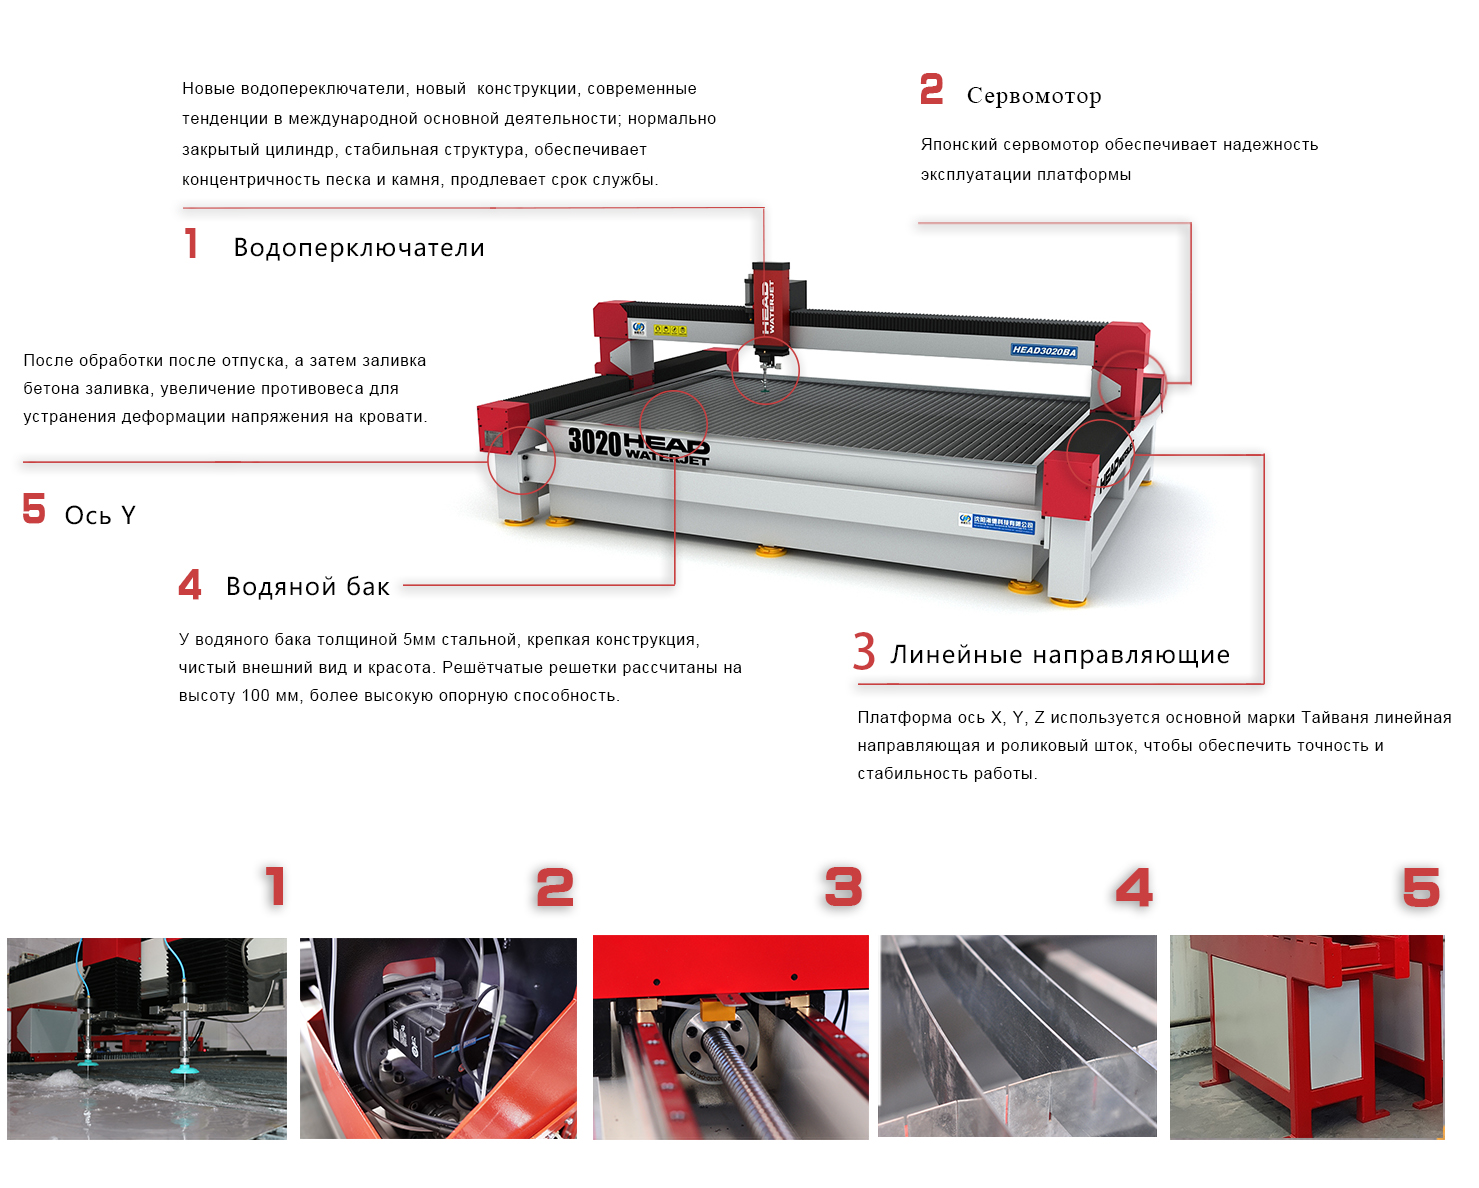 Новые водопереключатели, новый  конструкции, современные
тенденции в международной основной деятельности; нормально
закрытый цилиндр, стабильная структура, обеспечивает
концентричность песка и камня, продлевает срок службы.
1 Водоперключатели
2 Сервомотор
Японский сервомотор обеспечивает надежность
эксплуатации платформы
После обработки после отпуска, а затем заливка
бетона заливка, увеличение противовеса для
устранения деформации напряжения на кровати.
5 Ось Y
HEAD
WATERJET
HEAD3020BA
3020 HEAD
WATERJET
HEAD
4 Водяной бак
У водяного бака толщиной 5мм стальной, крепкая конструкция,
чистый внешний вид и красота. Решётчатые решетки рассчитаны на
высоту 100 мм, более высокую опорную способность.
3 Линейные направляющие
Платформа ось X, Y, Z используется основной марки Тайваня линейная
направляющая и роликовый шток, чтобы обеспечить точность и
стабильность работы.
1
2
3
4
5